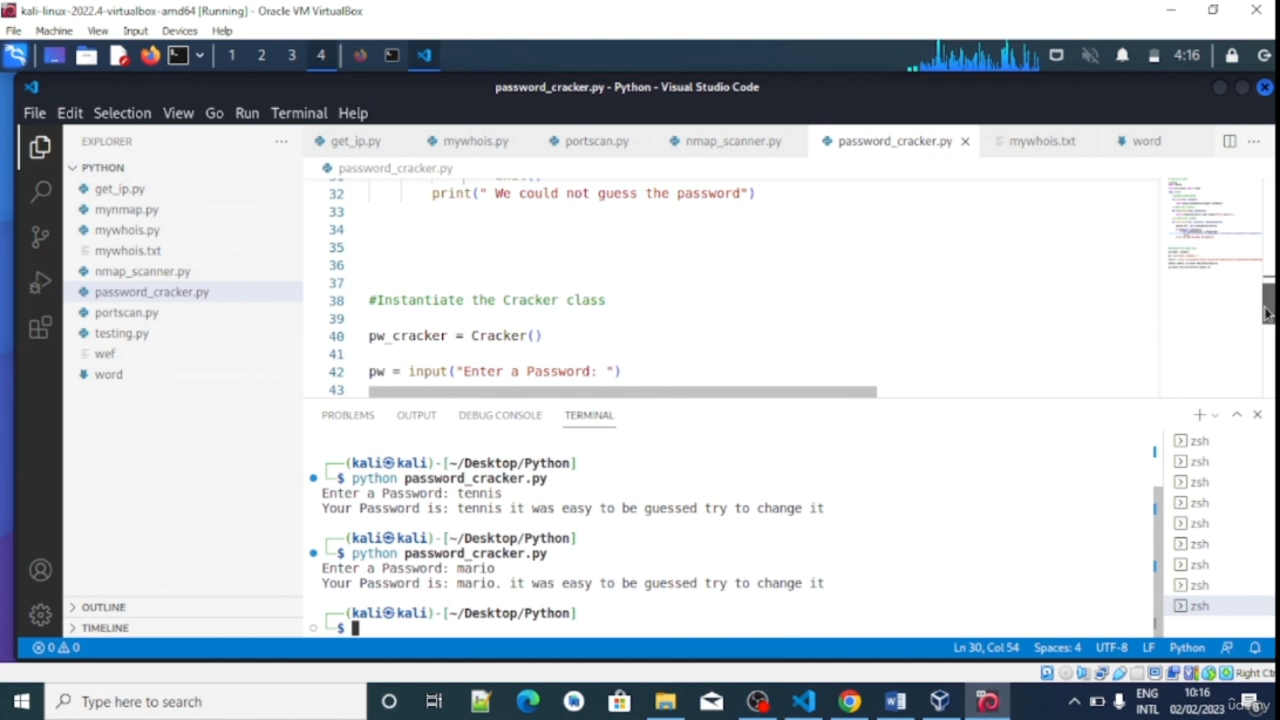 kali-linux-2022.4-virtualbox-amd64 [Running] - Oracle VM VirtualBox
File Machine View Input Devices Help
1 2 3 4 4:16
password_cracker.py - Python - Visual Studio Code
File Edit Selection View Go Run Terminal Help
EXPLORER
get_ip.py mywhois.py portscan.py nmap_scanner.py password_cracker.py mywhois.txt word
PYTHON
password_cracker.py
get_ip.py
mynmap.py
mywhois.py
mywhois.txt
nmap_scanner.py
password_cracker.py
portscan.py
testing.py
wef
word
OUTLINE
TIMELINE
32 print(" We could not guess the password")
33
34
35
36
37
38 #Instantiate the Cracker class
39
40 pw_cracker = Cracker()
41
42 pw = input("Enter a Password: ")
43
PROBLEMS OUTPUT DEBUG CONSOLE TERMINAL
(kali㉿kali)-[~/Desktop/Python]
$ python password_cracker.py
Enter a Password: tennis
Your Password is: tennis it was easy to be guessed try to change it
(kali㉿kali)-[~/Desktop/Python]
$ python password_cracker.py
Enter a Password: mario
Your Password is: mario. it was easy to be guessed try to change it
(kali㉿kali)-[~/Desktop/Python]
$
zsh
zsh
zsh
zsh
zsh
zsh
zsh
zsh
zsh
0 0 Ln 30, Col 54 Spaces: 4 UTF-8 LF Python
Right Ct
Type here to search
ENG
INTL
10:16
02/02/2023
udemy